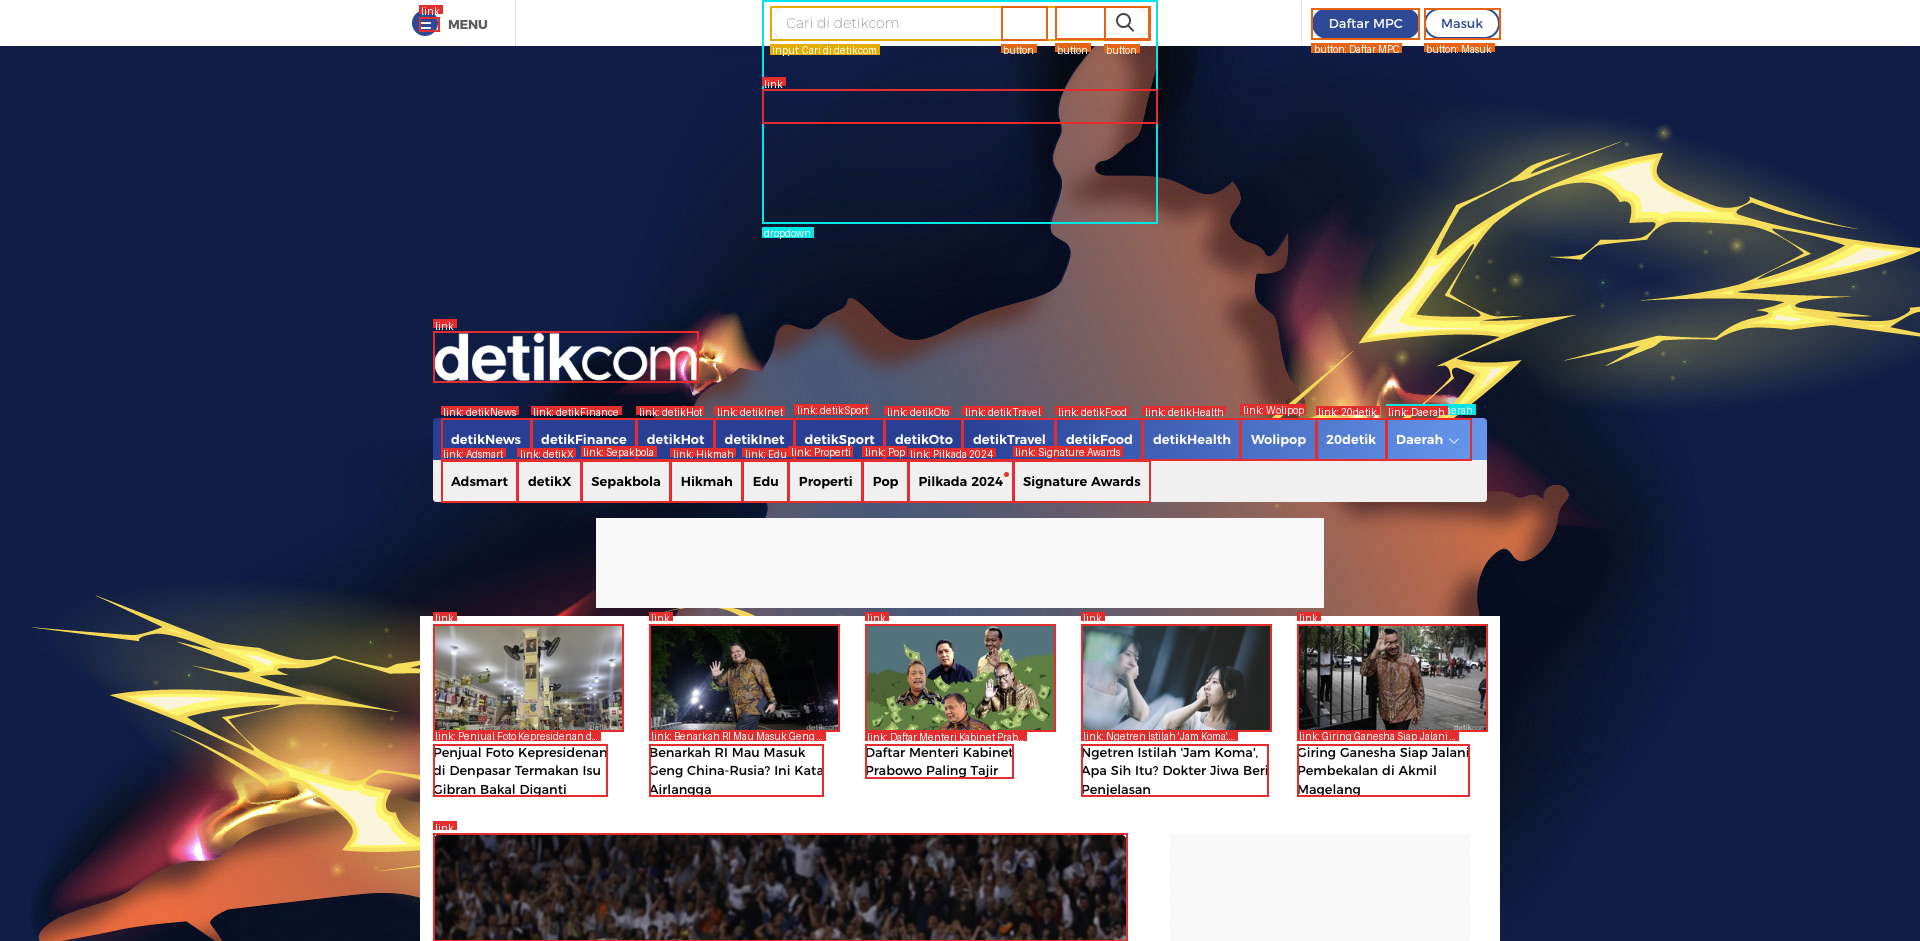 link
MENU
Cari di detikcom
Daftar MPC
Masuk
input: Cari di detikcom
button
button
button
button: Daftar MPC
button: Masuk
link
dropdown
link
detikcom
link: detikNews
link: detikFinance
link: detikHot
link: detikInet
link: detikSport
link: detikOto
link: detikTravel
link: detikFood
link: detikHealth
link: Wolipop
link: 20detik
link: Daerah
detikNews
detikFinance
detikHot
detikInet
detikSport
detikOto
detikTravel
detikFood
detikHealth
Wolipop
20detik
Daerah
link: Adsmart
link: detikX
link: Sepakbola
link: Hikmah
link: Edu
link: Properti
link: Pop
link: Pilkada 2024
link: Signature Awards
Adsmart
detikX
Sepakbola
Hikmah
Edu
Properti
Pop
Pilkada 2024
Signature Awards
link
link
link
link
link
link: Penjual Foto Kepresidenan d...
Penjual Foto Kepresidenan
di Denpasar Termakan Isu
Gibran Bakal Diganti
link: Benarkah RI Mau Masuk Geng ...
Benarkah RI Mau Masuk
Geng China-Rusia? Ini Kata
Airlangga
link: Daftar Menteri Kabinet Prab...
Daftar Menteri Kabinet
Prabowo Paling Tajir
link: Ngetren Istilah 'Jam Koma',...
Ngetren Istilah 'Jam Koma',
Apa Sih Itu? Dokter Jiwa Beri
Penjelasan
link: Giring Ganesha Siap Jalani ...
Giring Ganesha Siap Jalani
Pembekalan di Akmil
Magelang
link